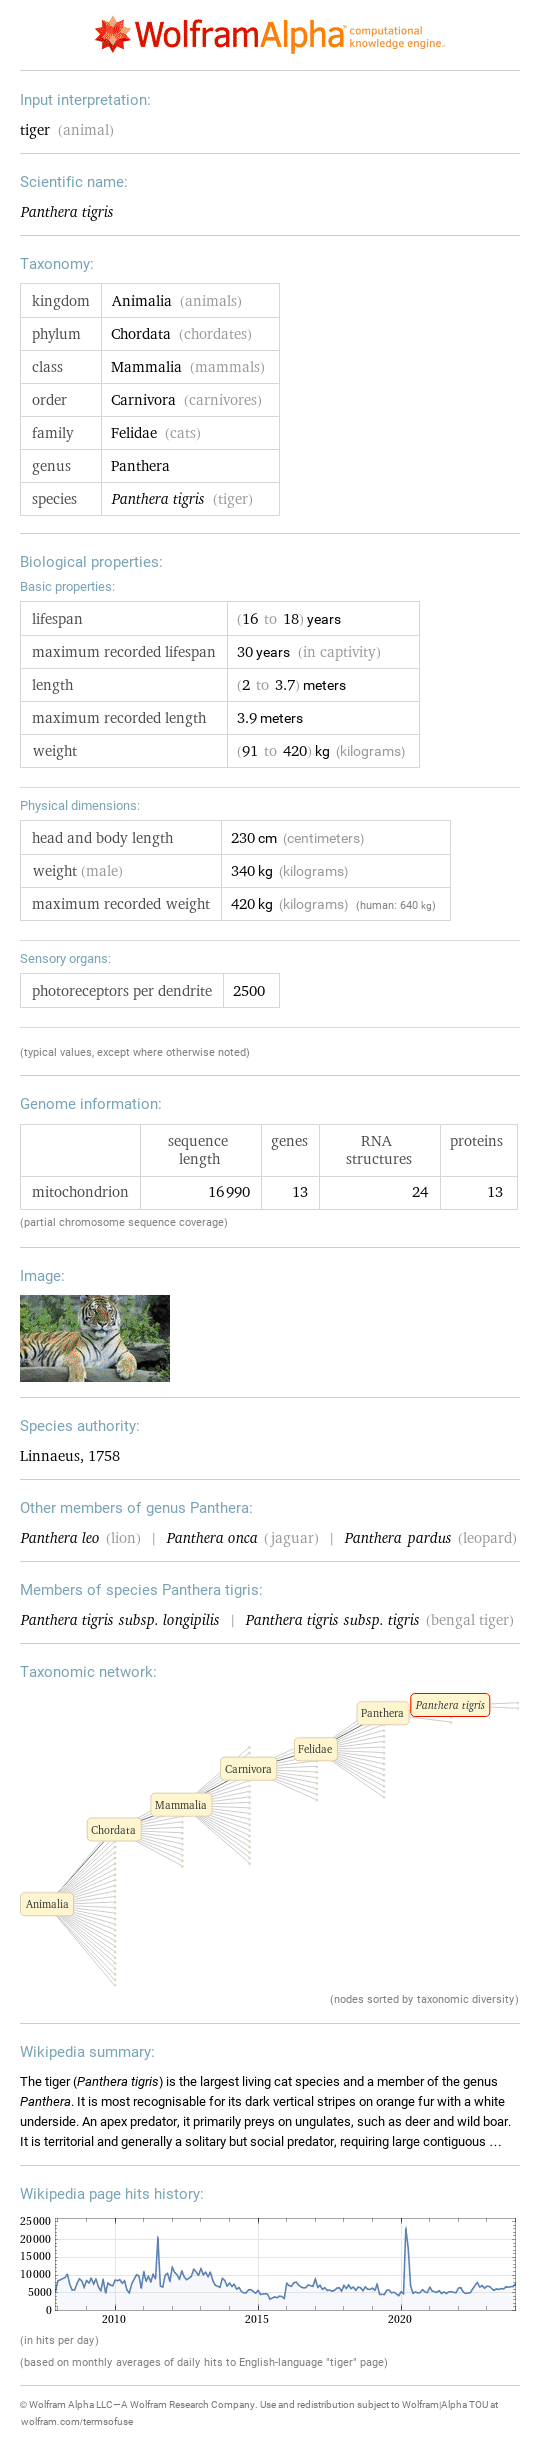 WolframAlpha computational
knowledge engine™
Input interpretation:
tiger (animal)
Scientific name:
Panthera tigris
Taxonomy:
kingdom Animalia (animals)
phylum Chordata (chordates)
class Mammalia (mammals)
order Carnivora (carnivores)
family Felidae (cats)
genus Panthera
species Panthera tigris (tiger)
Biological properties:
Basic properties:
lifespan (16 to 18) years
maximum recorded lifespan 30 years (in captivity)
length (2 to 3.7) meters
maximum recorded length 3.9 meters
weight (91 to 420) kg (kilograms)
Physical dimensions:
head and body length 230 cm (centimeters)
weight (male) 340 kg (kilograms)
maximum recorded weight 420 kg (kilograms) (human: 640 kg)
Sensory organs:
photoreceptors per dendrite 2500
(typical values, except where otherwise noted)
Genome information:
sequence length genes RNA structures proteins
mitochondrion 16990 13 24 13
(partial chromosome sequence coverage)
Image:
Species authority:
Linnaeus, 1758
Other members of genus Panthera:
Panthera leo (lion) | Panthera onca (jaguar) | Panthera pardus (leopard)
Members of species Panthera tigris:
Panthera tigris subsp. longipilis | Panthera tigris subsp. tigris (bengal tiger)
Taxonomic network:
Panthera tigris
Panthera
Felidae
Carnivora
Mammalia
Chordata
Animalia
(nodes sorted by taxonomic diversity)
Wikipedia summary:
The tiger (Panthera tigris) is the largest living cat species and a member of the genus
Panthera. It is most recognisable for its dark vertical stripes on orange fur with a white
underside. An apex predator, it primarily preys on ungulates, such as deer and wild boar.
It is territorial and generally a solitary but social predator, requiring large contiguous …
Wikipedia page hits history:
25000
20000
15000
10000
5000
0
2010 2015 2020
(in hits per day)
(based on monthly averages of daily hits to English-language "tiger" page)
© Wolfram Alpha LLC—A Wolfram Research Company. Use and redistribution subject to Wolfram|Alpha TOU at
wolfram.com/termsofuse